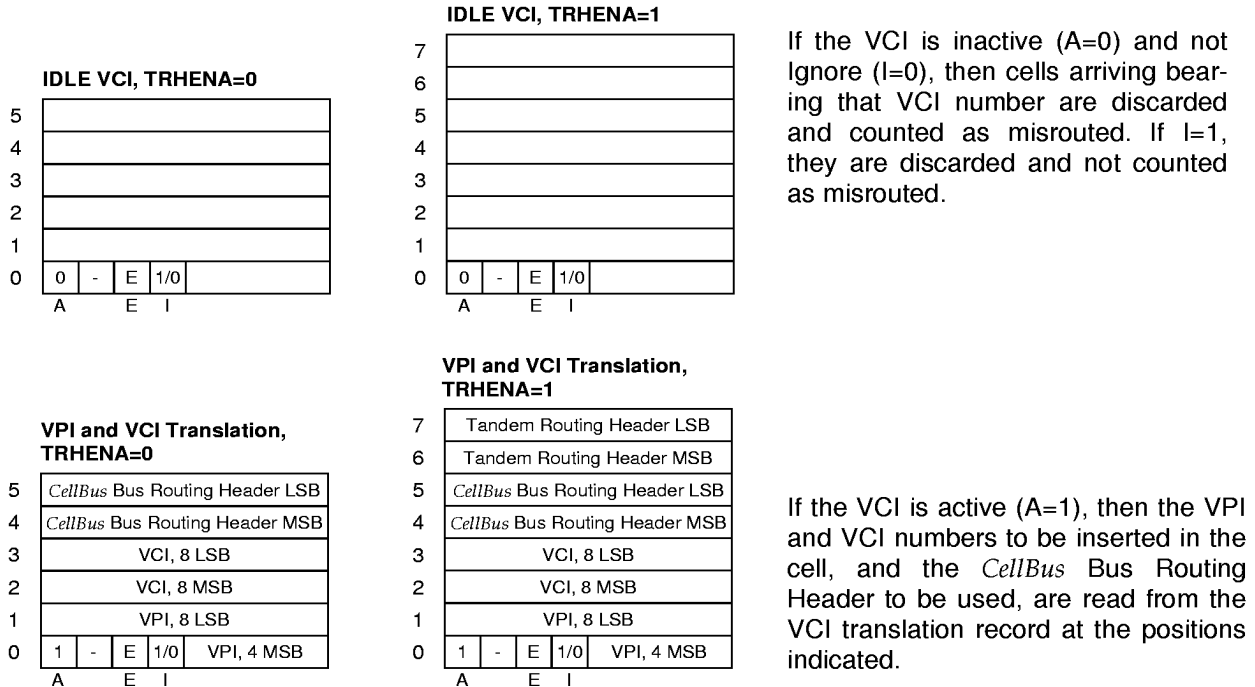 IDLE VCI, TRHENA=0
5
4
3
2
1
0 0 - E 1/0
A E I
IDLE VCI, TRHENA=1
7
6
5
4
3
2
1
0 0 - E 1/0
A E I
If the VCI is inactive (A=0) and not
Ignore (I=0), then cells arriving bear-
ing that VCI number are discarded
and counted as misrouted. If I=1,
they are discarded and not counted
as misrouted.
VPI and VCI Translation,
TRHENA=0
5 CellBus Bus Routing Header LSB
4 CellBus Bus Routing Header MSB
3 VCI, 8 LSB
2 VCI, 8 MSB
1 VPI, 8 LSB
0 1 - E 1/0 VPI, 4 MSB
A E I
VPI and VCI Translation,
TRHENA=1
7 Tandem Routing Header LSB
6 Tandem Routing Header MSB
5 CellBus Bus Routing Header LSB
4 CellBus Bus Routing Header MSB
3 VCI, 8 LSB
2 VCI, 8 MSB
1 VPI, 8 LSB
0 1 - E 1/0 VPI, 4 MSB
A E I
If the VCI is active (A=1), then the VPI
and VCI numbers to be inserted in the
cell, and the CellBus Bus Routing
Header to be used, are read from the
VCI translation record at the positions
indicated.